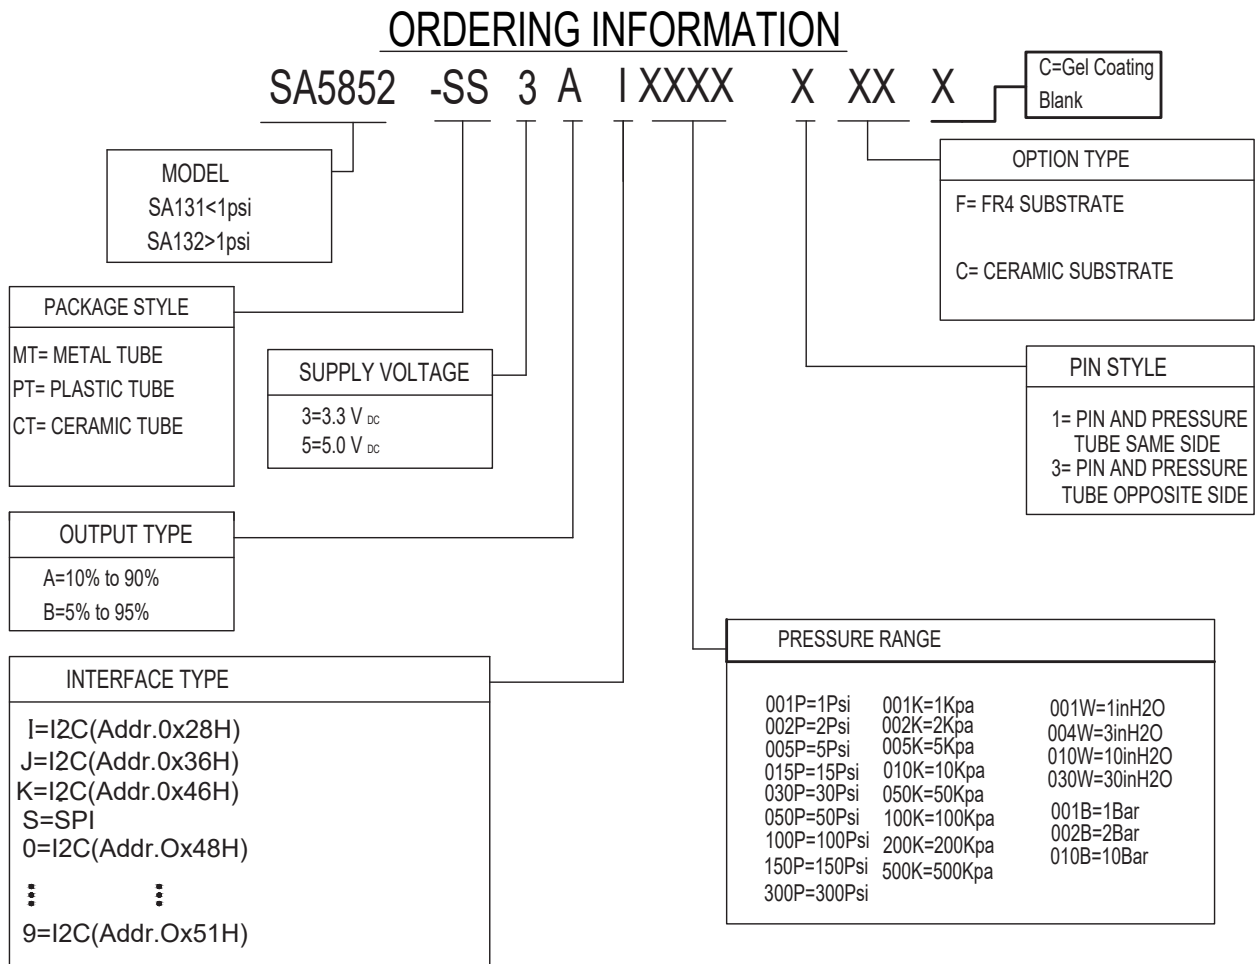 ORDERING INFORMATION
SA5852 -SS 3 A I XXXX X XX X
C=Gel Coating
Blank
MODEL
SA131<1psi
SA132>1psi
OPTION TYPE
F= FR4 SUBSTRATE
C= CERAMIC SUBSTRATE
PACKAGE STYLE
MT= METAL TUBE
PT= PLASTIC TUBE
CT= CERAMIC TUBE
SUPPLY VOLTAGE
3=3.3 V DC
5=5.0 V DC
PIN STYLE
1= PIN AND PRESSURE
TUBE SAME SIDE
3= PIN AND PRESSURE
TUBE OPPOSITE SIDE
OUTPUT TYPE
A=10% to 90%
B=5% to 95%
INTERFACE TYPE
I=I2C(Addr.0x28H)
J=I2C(Addr.0x36H)
K=I2C(Addr.0x46H)
S=SPI
0=I2C(Addr.Ox48H)
⋮ ⋮
9=I2C(Addr.Ox51H)
PRESSURE RANGE
001P=1Psi
002P=2Psi
005P=5Psi
015P=15Psi
030P=30Psi
050P=50Psi
100P=100Psi
150P=150Psi
300P=300Psi
001K=1Kpa
002K=2Kpa
005K=5Kpa
010K=10Kpa
050K=50Kpa
100K=100Kpa
200K=200Kpa
500K=500Kpa
001W=1inH2O
004W=3inH2O
010W=10inH2O
030W=30inH2O
001B=1Bar
002B=2Bar
010B=10Bar